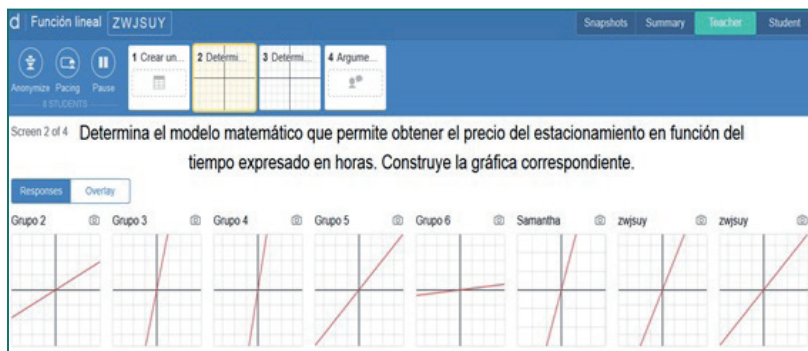 d Función lineal ZWJSUY
Snapshots Summary Teacher Student
Anonymize Pacing Pause
8 STUDENTS
1 Crear un...
2 Determi...
3 Determi...
4 Argume...
Screen 2 of 4
Determina el modelo matemático que permite obtener el precio del estacionamiento en función del
tiempo expresado en horas. Construye la gráfica correspondiente.
Responses Overlay
Grupo 2 Grupo 3 Grupo 4 Grupo 5 Grupo 6 Samantha zwjsuy zwjsuy